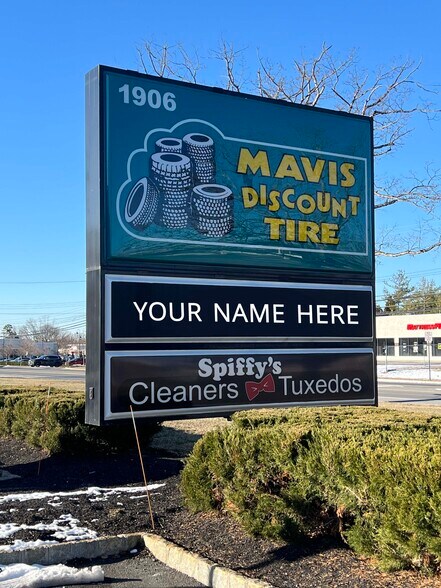 1906
MAVIS
DISCOUNT
TIRE
YOUR NAME HERE
Spiffy's
Cleaners Tuxedos